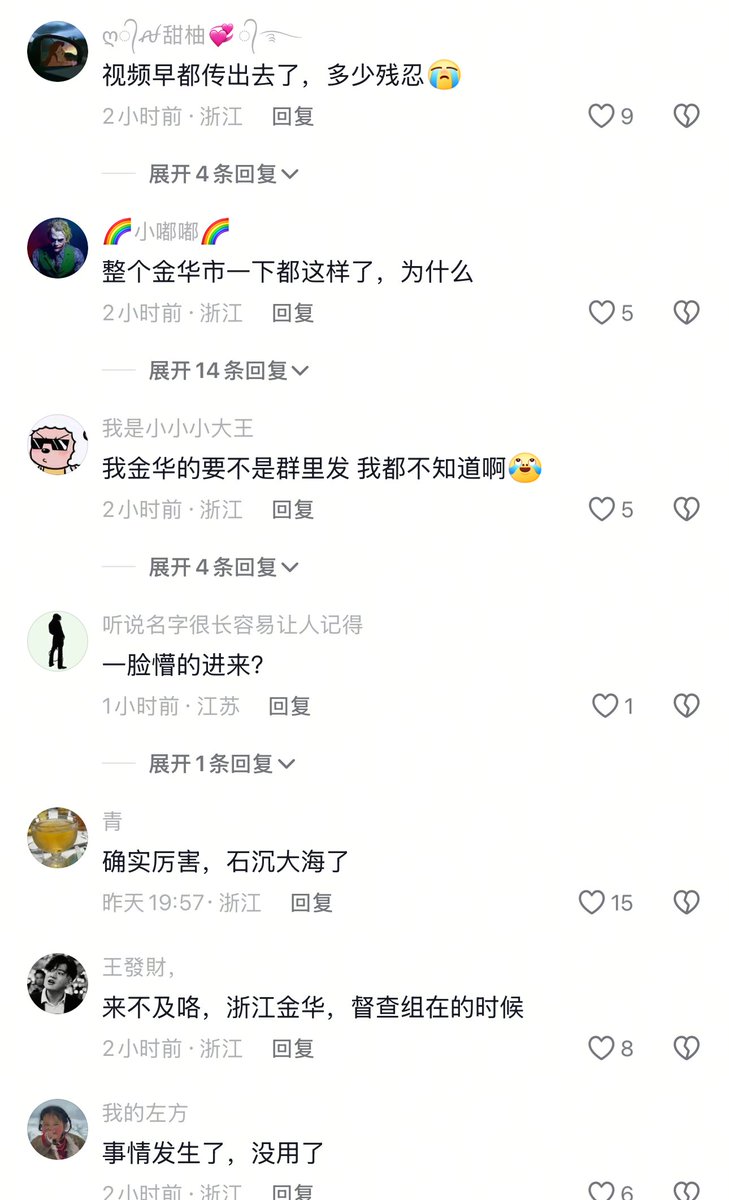 甜柚💞
视频早都传出去了，多少残忍😭
2小时前·浙江 回复
9
展开4条回复
🌈小嘟嘟🌈
整个金华市一下都这样了，为什么
2小时前·浙江 回复
5
展开14条回复
我是小小小大王
我金华的要不是群里发 我都不知道啊
2小时前·浙江 回复
5
展开4条回复
听说名字很长容易让人记得
一脸懵的进来?
1小时前·江苏 回复
1
展开1条回复
青
确实厉害，石沉大海了
昨天19:57·浙江 回复
15
王發財，
来不及咯，浙江金华，督查组在的时候
2小时前·浙江 回复
8
我的左方
事情发生了，没用了
2小时前·浙江 回复
6